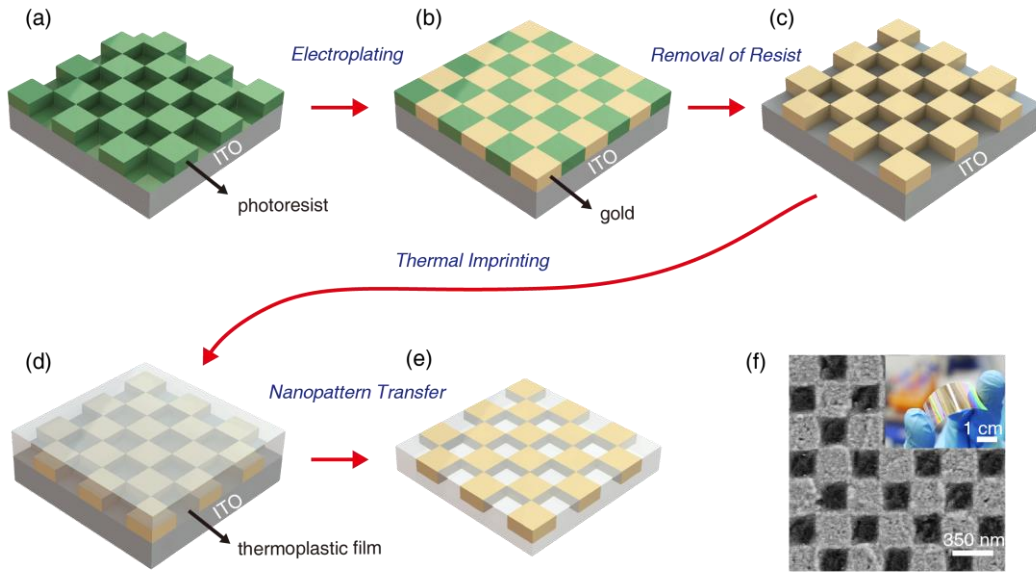 (a)
Electroplating
(b)
Removal of Resist
(c)
ITO
photoresist
ITO
gold
ITO
Thermal Imprinting
(d)
Nanopattern Transfer
(e)
(f)
1 cm
ITO
thermoplastic film
350 nm